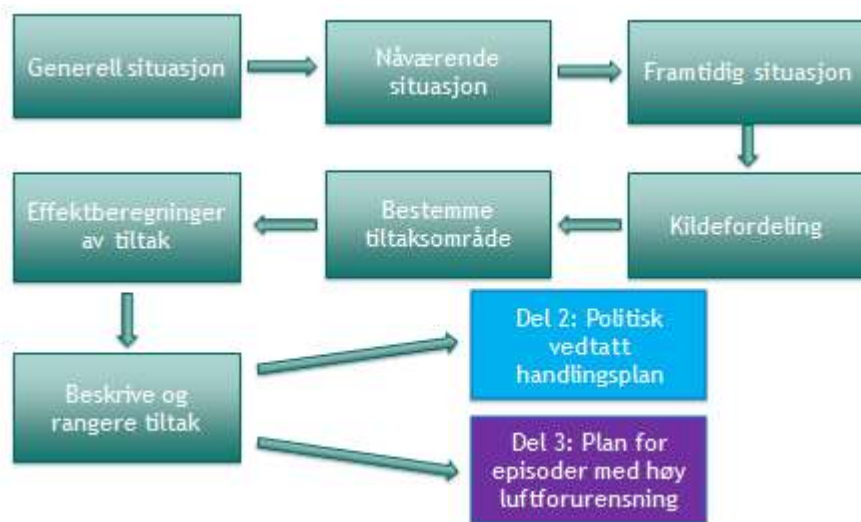 Generell situasjon
Nåværende
situasjon
Framtidig situasjon
Kildefordeling
Bestemme
tiltaksområde
Effektberegninger
av tiltak
Beskrive og
rangere tiltak
Del 2: Politisk
vedtatt
handlingsplan
Del 3: Plan for
episoder med høy
luftforurensning